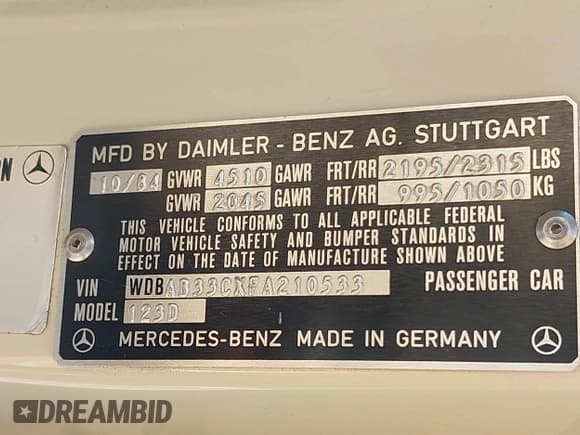 ON
MFD BY DAIMLER - BENZ AG. STUTTGART
10/84 GVWR 4510 GAWR FRT/RR 2195/2315 LBS
GVWR 2045 GAWR FRT/RR 995/1050 KG
THIS VEHICLE CONFORMS TO ALL APPLICABLE FEDERAL
MOTOR VEHICLE SAFETY AND BUMPER STANDARDS IN
EFFECT ON THE DATE OF MANUFACTURE SHOWN ABOVE
VIN WDBAB33CXFA210533 PASSENGER CAR
MODEL 123D
MERCEDES-BENZ MADE IN GERMANY
DREAMBID